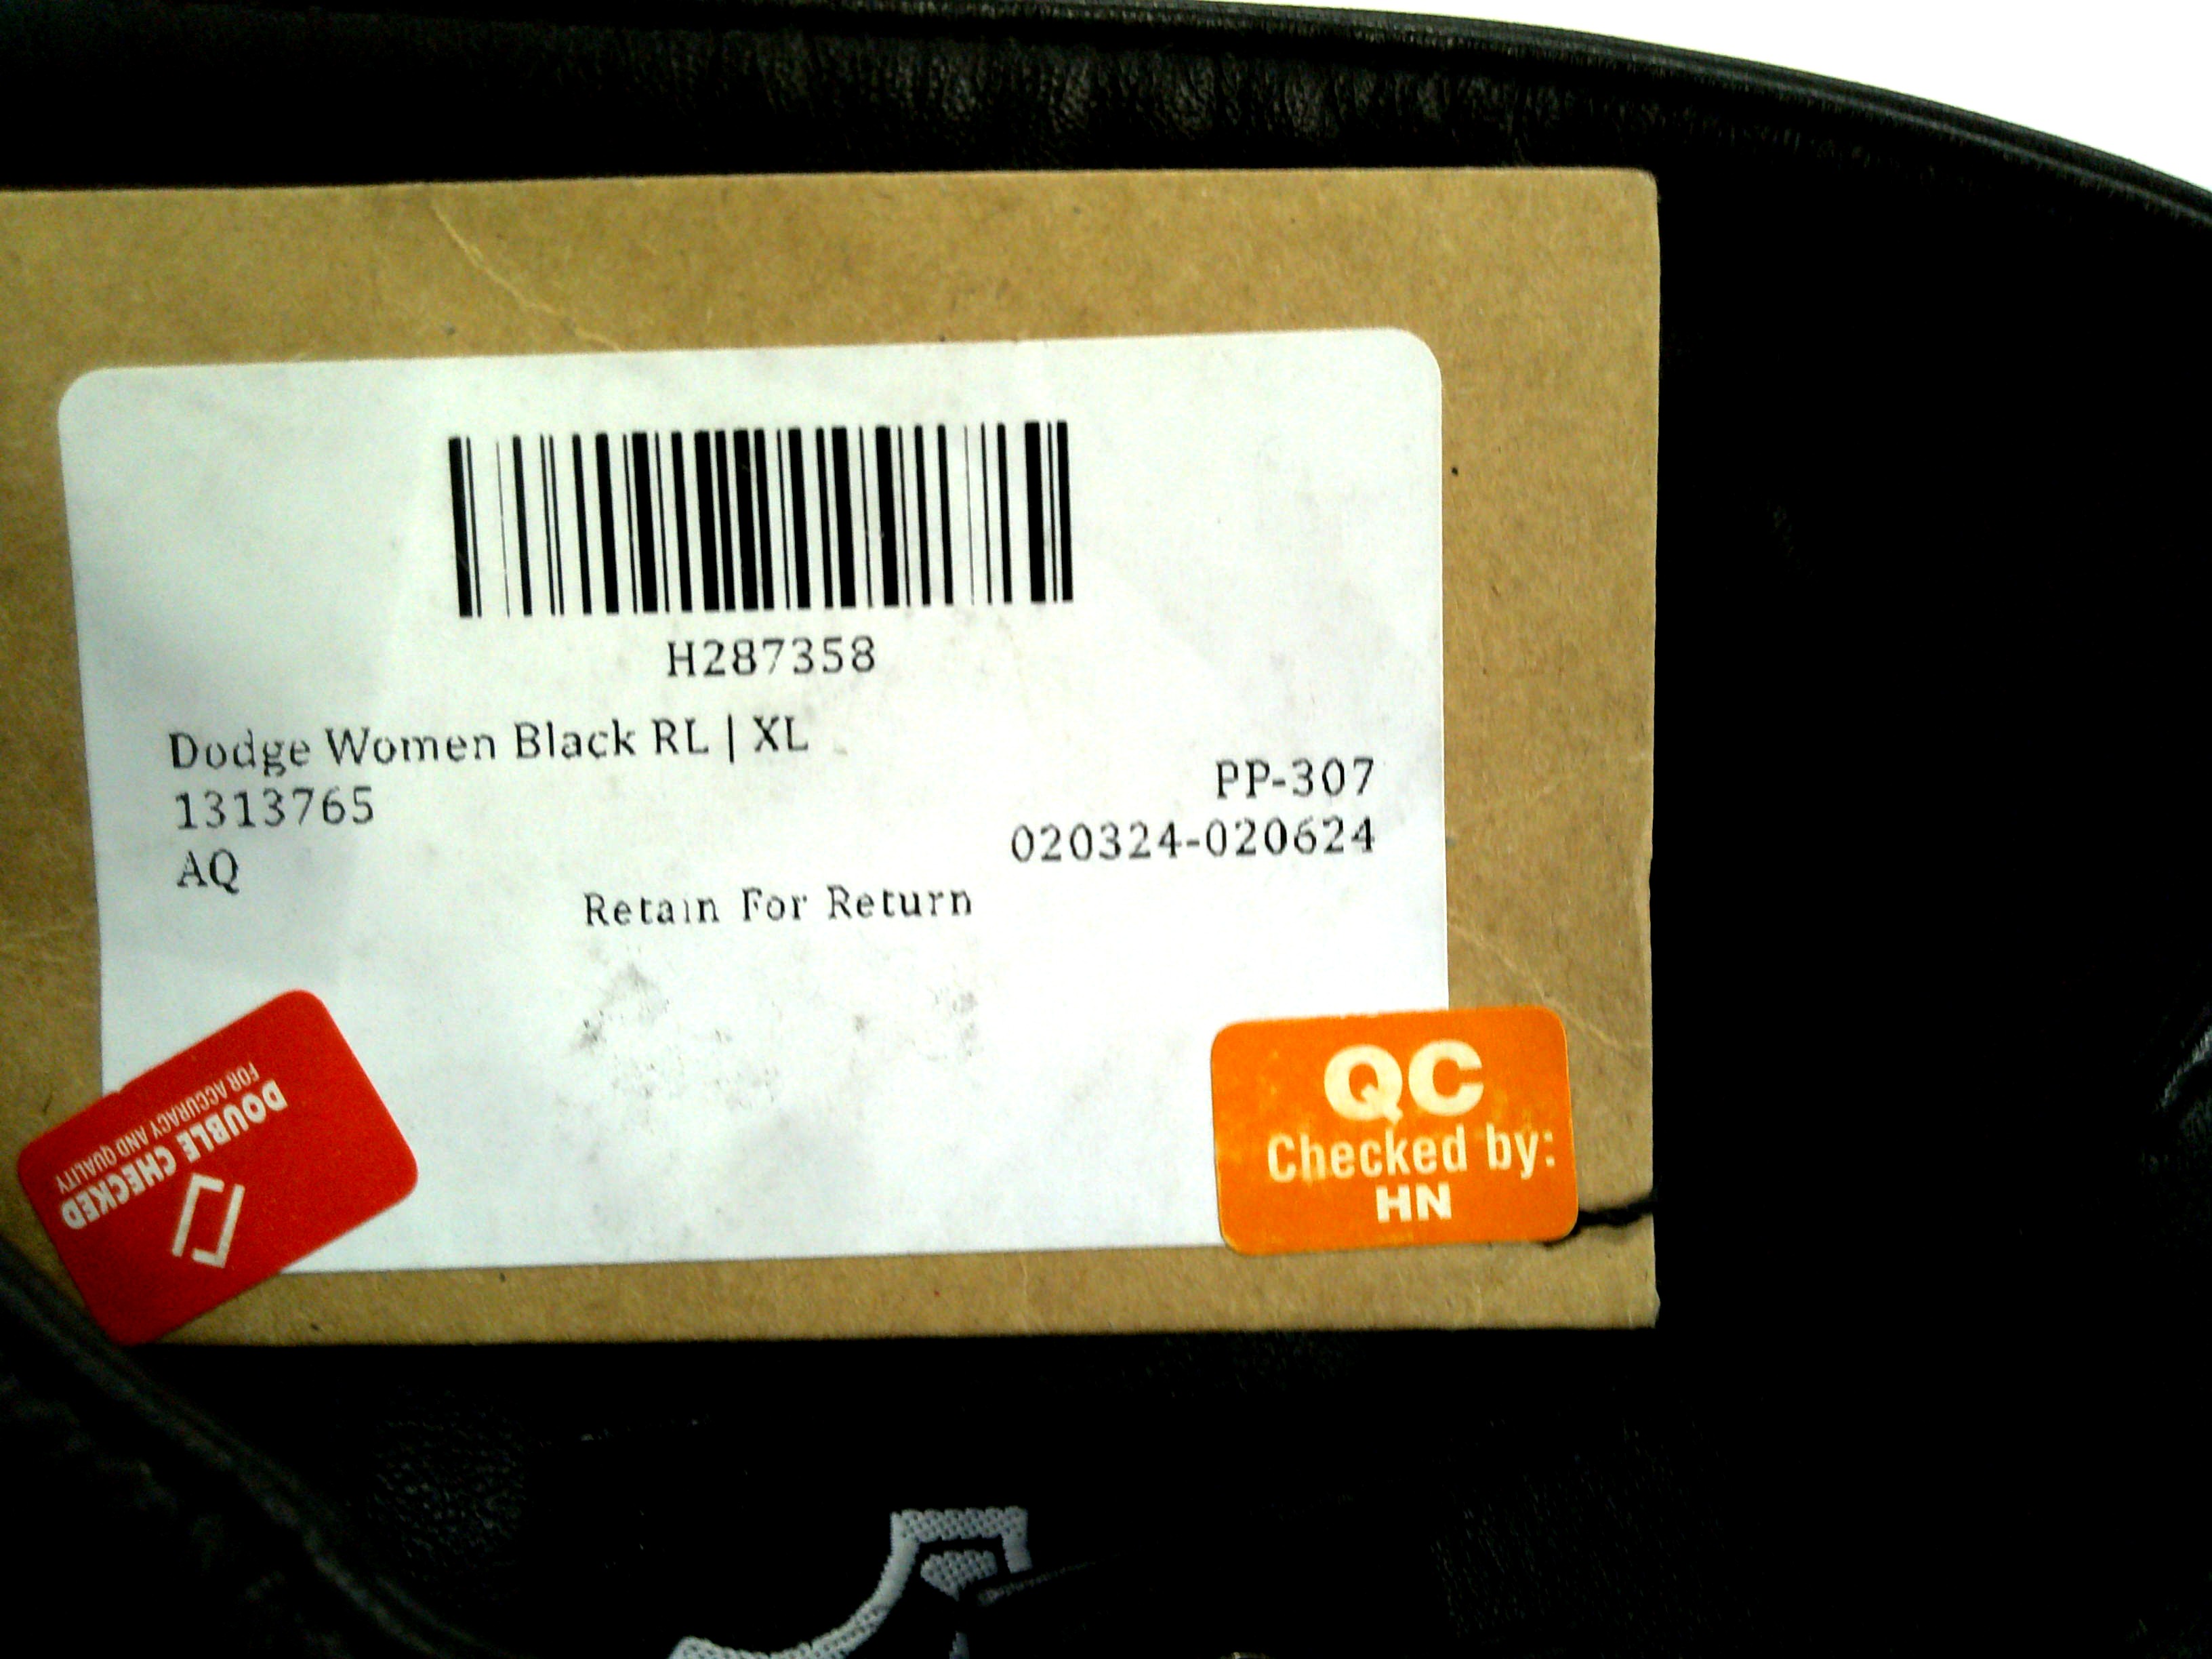 H287358
Dodge Women Black RL | XL
1313765
PP-307
AQ
020324-020624
Retain For Return
DOUBLE CHECKED
FOR ACCURACY AND QUALITY
QC
Checked by:
HN